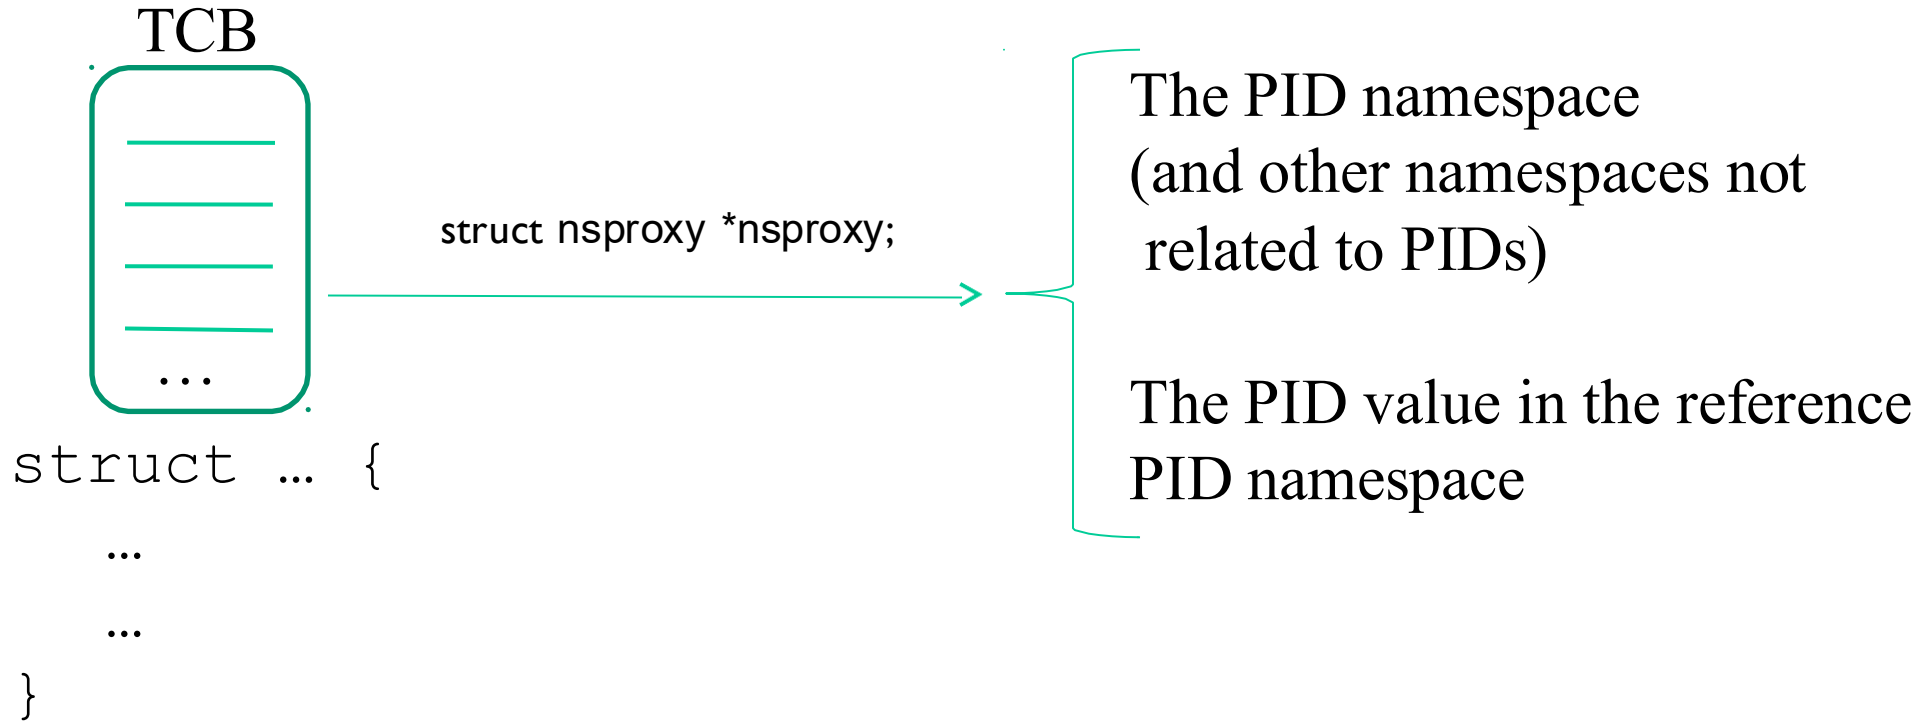 TCB
...
struct … {
…
…
}
struct nsproxy *nsproxy;
The PID namespace
(and other namespaces not
related to PIDs)
The PID value in the reference
PID namespace